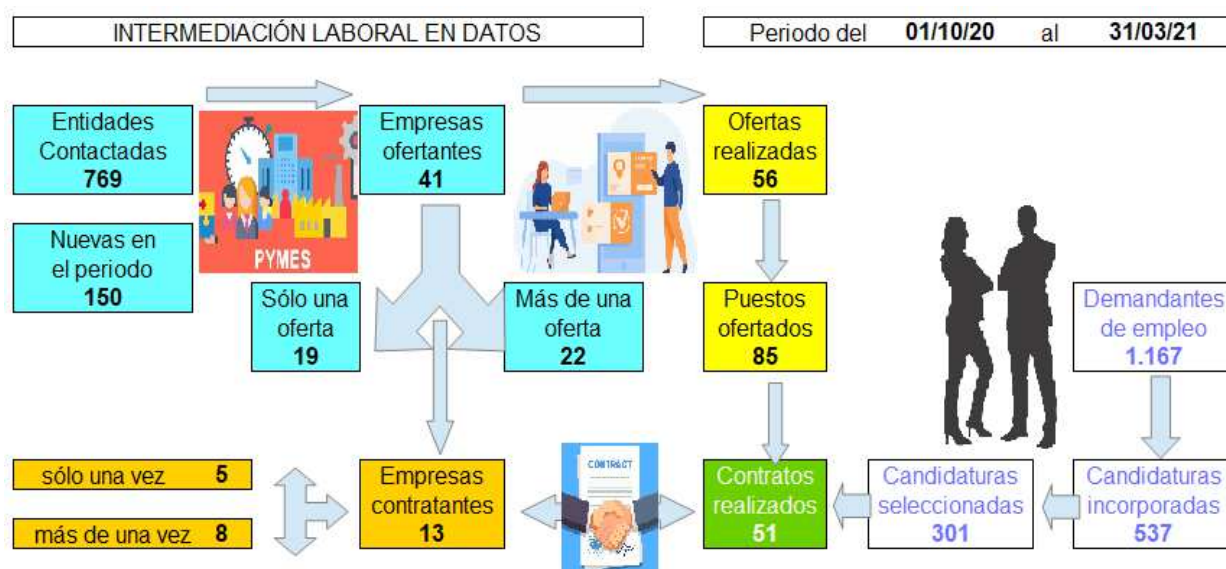 INTERMEDIACIÓN LABORAL EN DATOS
Periodo del 01/10/20 al 31/03/21
Entidades
Contactadas
769
Empresas
ofertantes
41
Ofertas
realizadas
56
PYMES
Nuevas en
el periodo
150
Sólo una
oferta
19
Más de una
oferta
22
Puestos
ofertados
85
Demandantes
de empleo
1.167
sólo una vez 5
más de una vez 8
Empresas
contratantes
13
CONTRACT
Contratos
realizados
51
Candidaturas
seleccionadas
301
Candidaturas
incorporadas
537